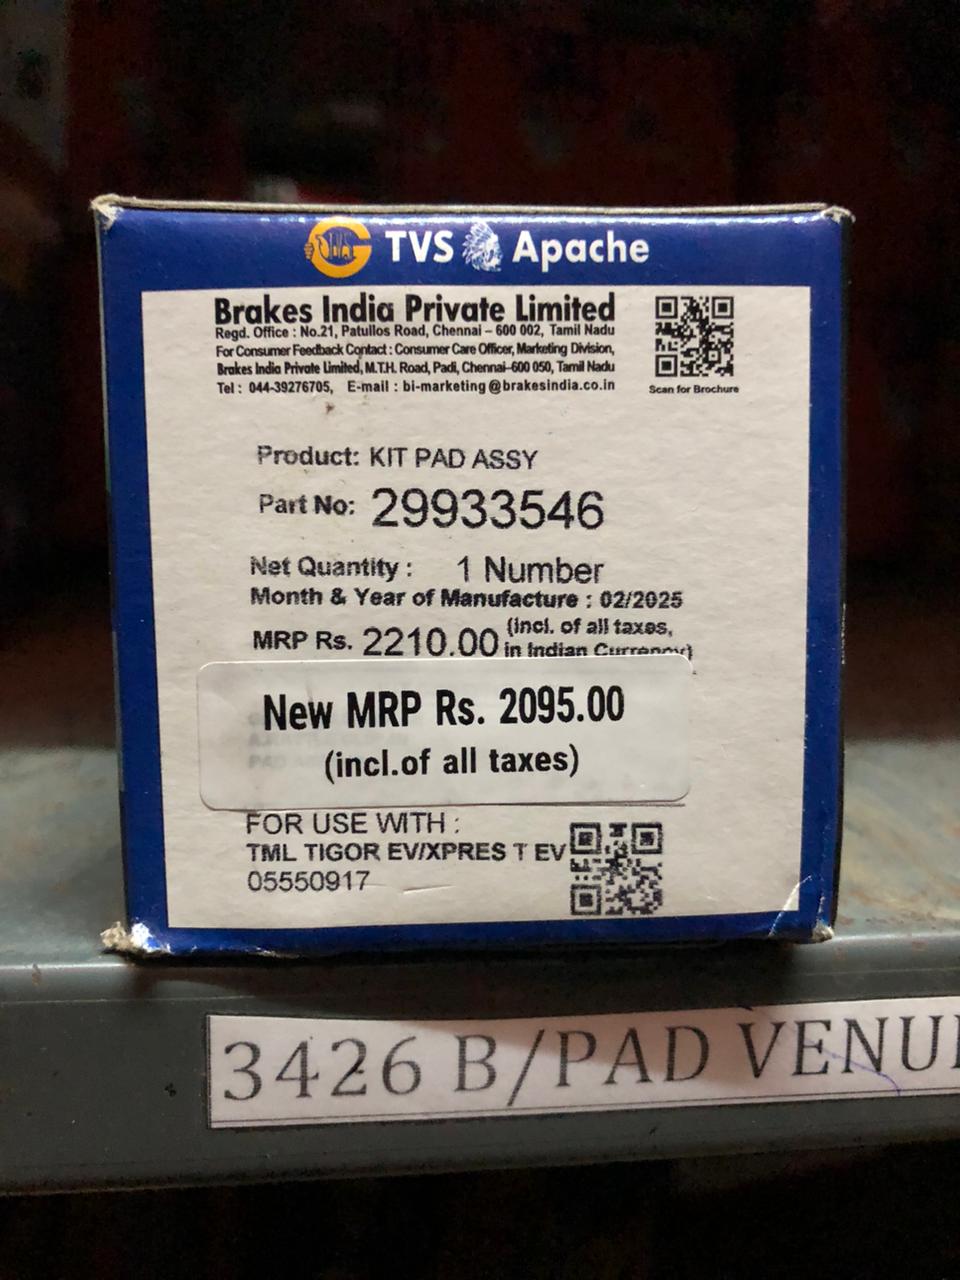 TVS Apache
Brakes India Private Limited
Regd. Office : No.21, Patullos Road, Chennai – 600 002, Tamil Nadu
For Consumer Feedback Contact : Consumer Care Officer, Marketing Division,
Brakes India Private Limited, M.T.H. Road, Padi, Chennai–600 050, Tamil Nadu
Tel : 044-39276705, E-mail : bi-marketing@brakesindia.co.in
Scan for Brochure
Product: KIT PAD ASSY
Part No: 29933546
Net Quantity : 1 Number
Month & Year of Manufacture : 02/2025
MRP Rs. 2210.00 (incl. of all taxes,
in Indian Currency)
New MRP Rs. 2095.00
(incl.of all taxes)
FOR USE WITH :
TML TIGOR EV/XPRES T EV
05550917
3426 B/PAD VENU